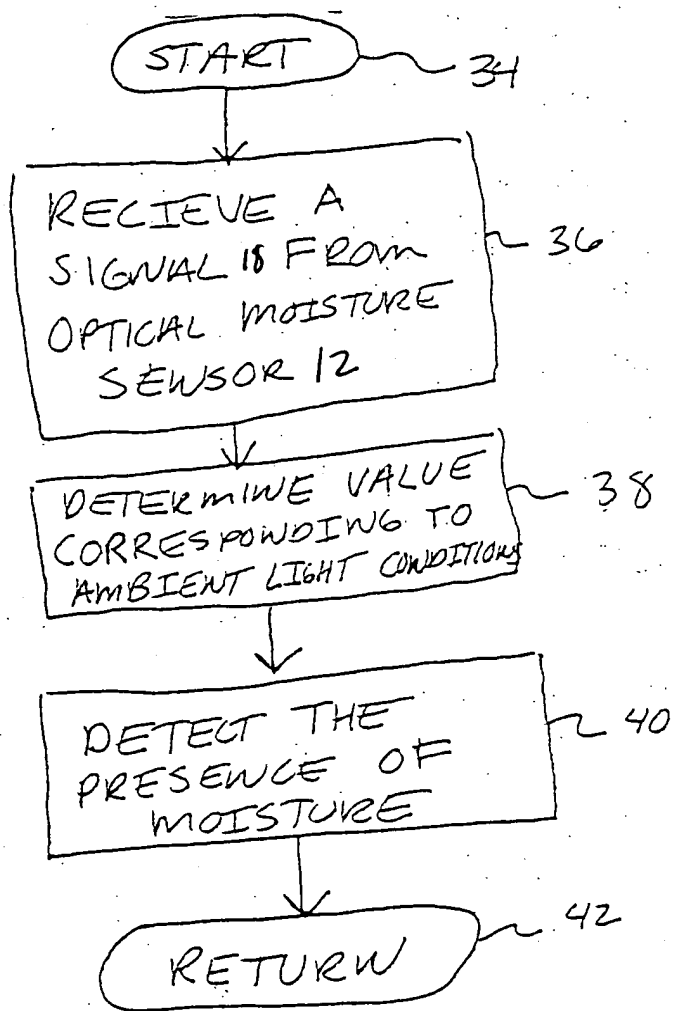 START
34
RECIEVE A
SIGNAL 18 FROM
OPTICAL MOISTURE
SENSOR 12
36
DETERMINE VALUE
CORRESPONDING TO
AMBIENT LIGHT CONDITIONS
38
DETECT THE
PRESENCE OF
MOISTURE
40
RETURN
42